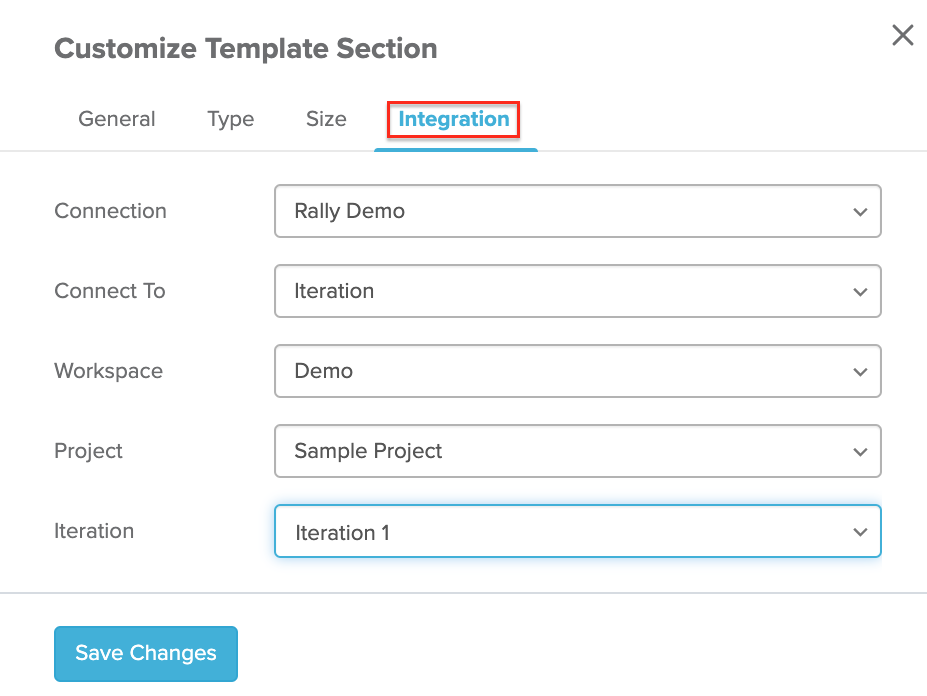 Customize Template Section
General Type Size Integration
Connection Rally Demo
Connect To Iteration
Workspace Demo
Project Sample Project
Iteration Iteration 1
Save Changes